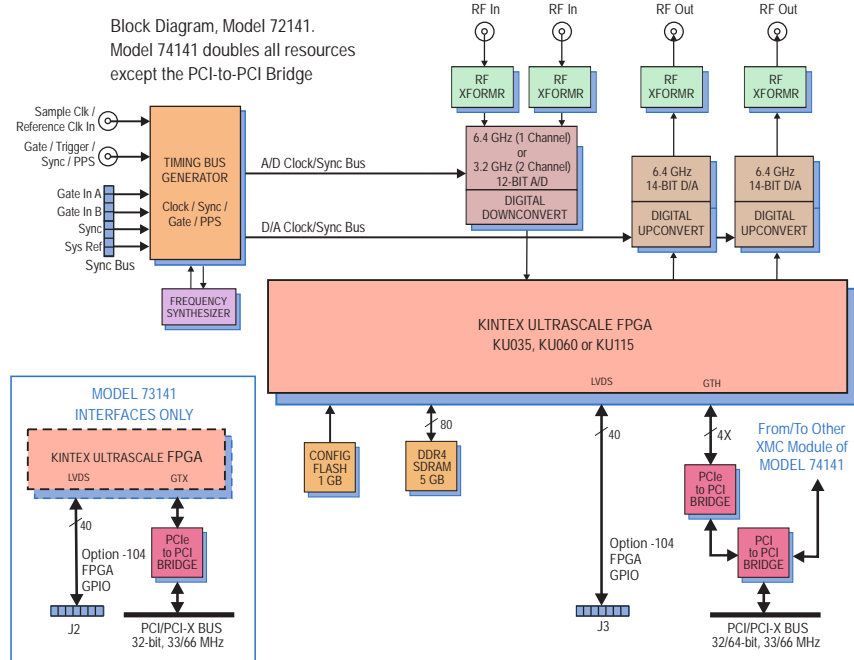 Block Diagram, Model 72141.
Model 74141 doubles all resources
except the PCI-to-PCI Bridge
RF In
RF In
RF Out
RF Out
RF
XFORMR
RF
XFORMR
RF
XFORMR
RF
XFORMR
Sample Clk /
Reference Clk In
Gate / Trigger /
Sync / PPS
Gate In A
Gate In B
Sync
Sys Ref
Sync Bus
TIMING BUS
GENERATOR
Clock / Sync /
Gate / PPS
A/D Clock/Sync Bus
D/A Clock/Sync Bus
6.4 GHz (1 Channel)
or
3.2 GHz (2 Channel)
12-BIT A/D
DIGITAL
DOWNCONVERT
6.4 GHz
14-BIT D/A
DIGITAL
UPCONVERT
6.4 GHz
14-BIT D/A
DIGITAL
UPCONVERT
FREQUENCY
SYNTHESIZER
KINTEX ULTRASCALE FPGA
KU035, KU060 or KU115
LVDS
GTH
MODEL 73141
INTERFACES ONLY
KINTEX ULTRASCALE FPGA
LVDS
GTX
40
PCIe
to PCI
BRIDGE
Option -104
FPGA
GPIO
J2
PCI/PCI-X BUS
32-bit, 33/66 MHz
CONFIG
FLASH
1 GB
80
DDR4
SDRAM
5 GB
40
4X
From/To Other
XMC Module of
MODEL 74141
PCIe
to PCI
BRIDGE
PCI
to PCI
BRIDGE
Option -104
FPGA
GPIO
J3
PCI/PCI-X BUS
32/64-bit, 33/66 MHz